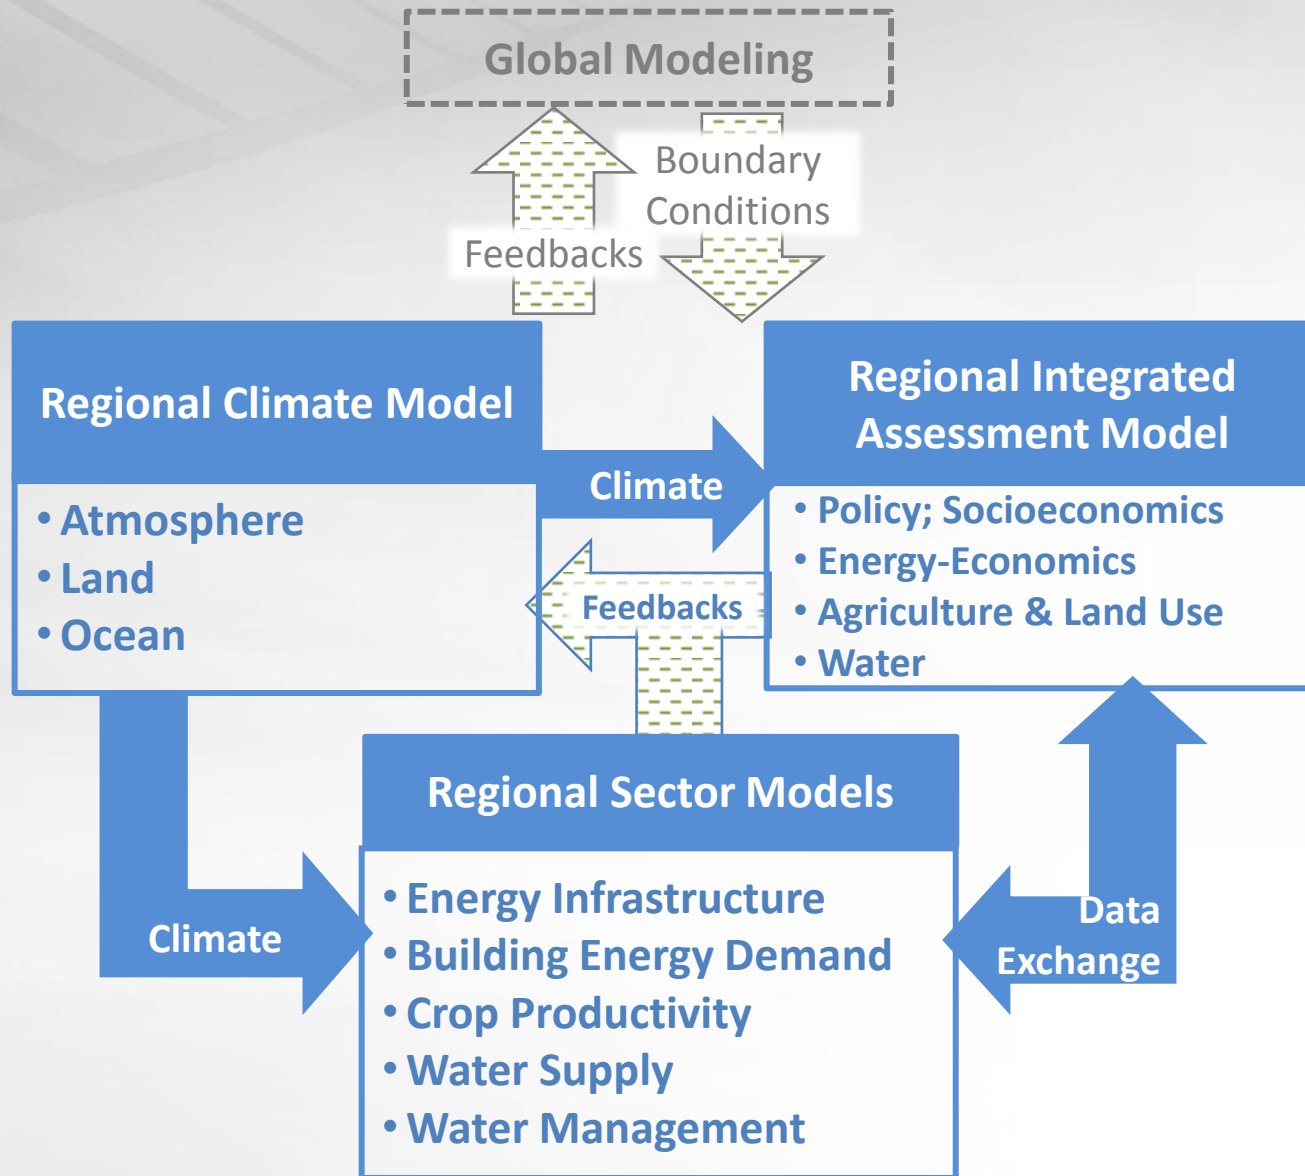 Global Modeling
Boundary
Conditions
Feedbacks
Regional Climate Model
• Atmosphere
• Land
• Ocean
Climate
Regional Integrated
Assessment Model
• Policy; Socioeconomics
• Energy-Economics
• Agriculture & Land Use
• Water
Feedbacks
Regional Sector Models
• Energy Infrastructure
• Building Energy Demand
• Crop Productivity
• Water Supply
• Water Management
Climate
Data
Exchange